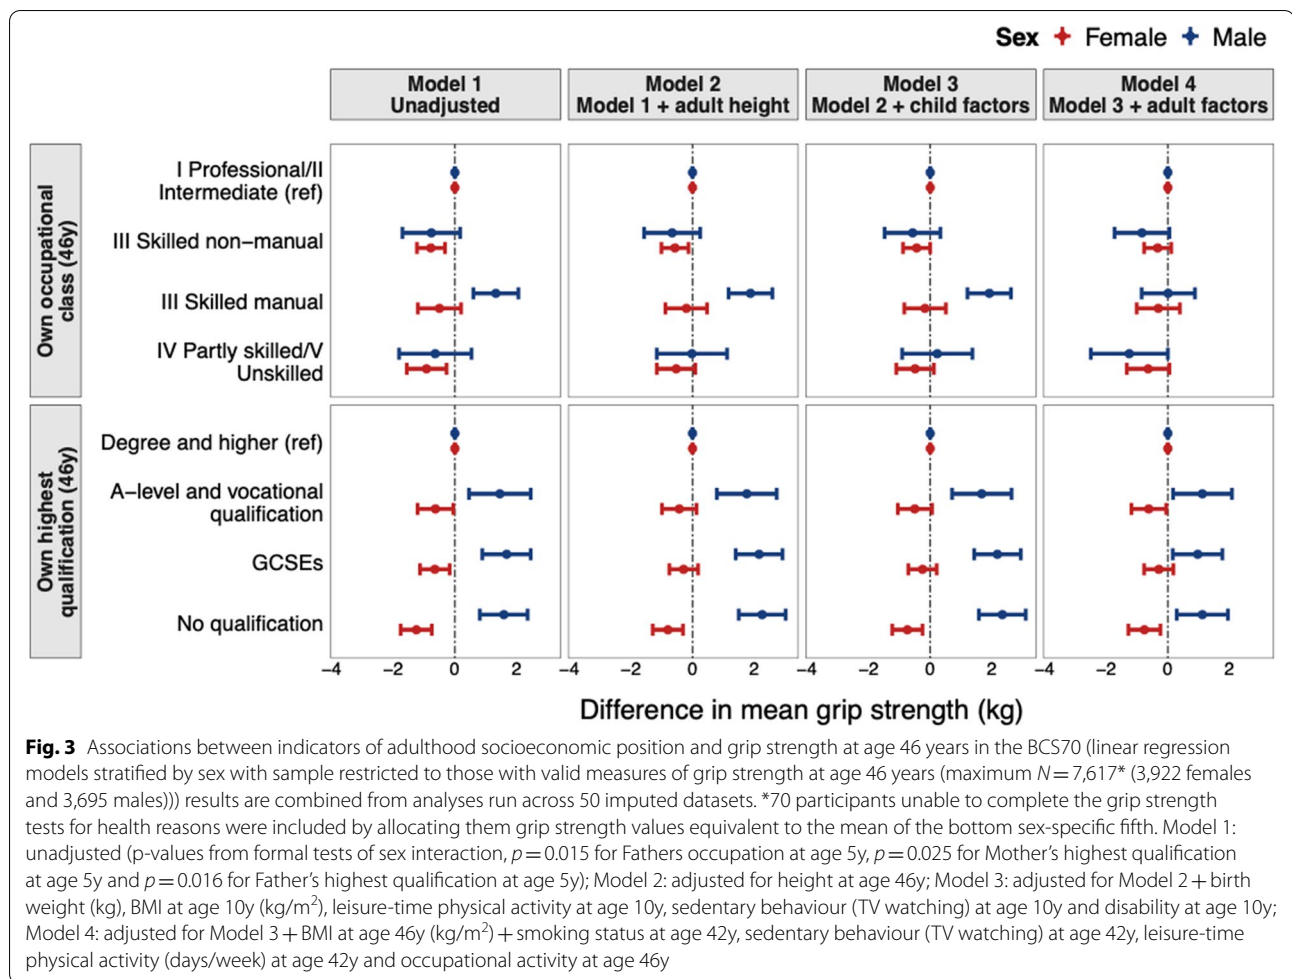 Sex Female Male
Model 1
Unadjusted
Model 2
Model 1 + adult height
Model 3
Model 2 + child factors
Model 4
Model 3 + adult factors
Own occupational
class (46y)
I Professional/II
Intermediate (ref)
III Skilled non−manual
III Skilled manual
IV Partly skilled/V
Unskilled
Own highest
qualification (46y)
Degree and higher (ref)
A−level and vocational
qualification
GCSEs
No qualification
−4 −2 0 2 −4 −2 0 2 −4 −2 0 2 −4 −2 0 2
Difference in mean grip strength (kg)
Fig. 3 Associations between indicators of adulthood socioeconomic position and grip strength at age 46 years in the BCS70 (linear regression
models stratified by sex with sample restricted to those with valid measures of grip strength at age 46 years (maximum N = 7,617* (3,922 females
and 3,695 males))) results are combined from analyses run across 50 imputed datasets. *70 participants unable to complete the grip strength
tests for health reasons were included by allocating them grip strength values equivalent to the mean of the bottom sex-specific fifth. Model 1:
unadjusted (p-values from formal tests of sex interaction, p = 0.015 for Fathers occupation at age 5y, p = 0.025 for Mother's highest qualification
at age 5y and p = 0.016 for Father's highest qualification at age 5y); Model 2: adjusted for height at age 46y; Model 3: adjusted for Model 2 + birth
weight (kg), BMI at age 10y (kg/m²), leisure-time physical activity at age 10y, sedentary behaviour (TV watching) at age 10y and disability at age 10y;
Model 4: adjusted for Model 3 + BMI at age 46y (kg/m²) + smoking status at age 42y, sedentary behaviour (TV watching) at age 42y, leisure-time
physical activity (days/week) at age 42y and occupational activity at age 46y